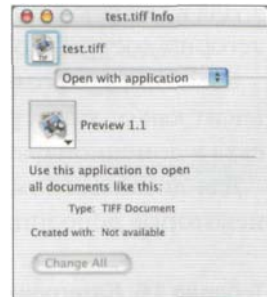 test.tiff Info
test.tiff
Open with application
Preview 1.1
Use this application to open
all documents like this:
Type: TIFF Document
Created with: Not available
Change All...